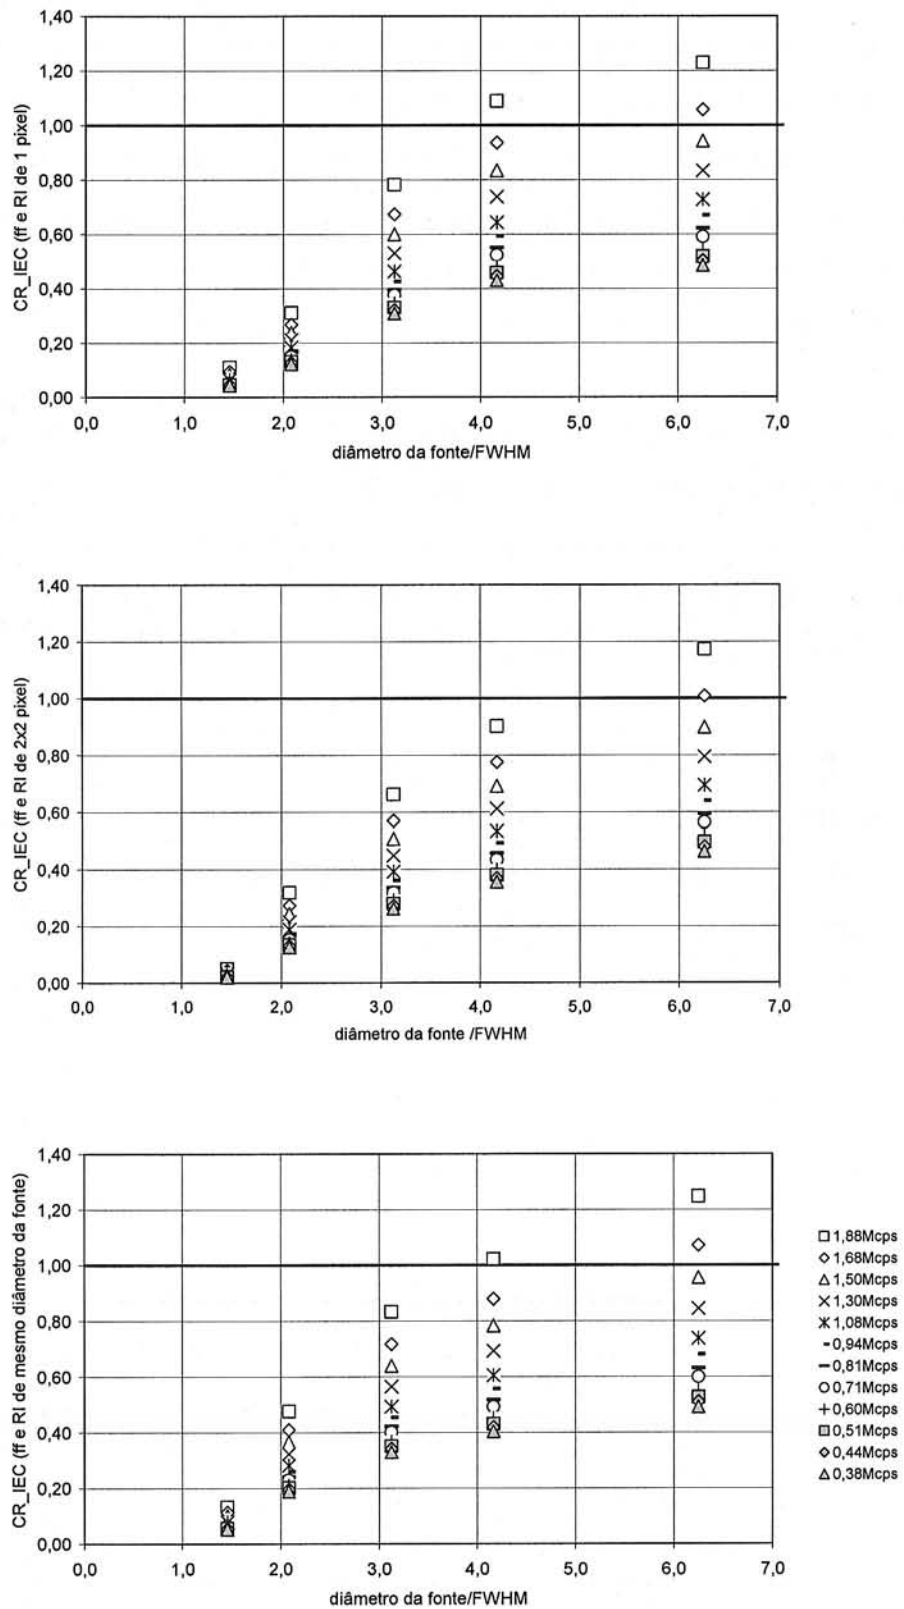 CR_IEC (ff e RI de 1 pixel)
1,40
1,20
1,00
0,80
0,60
0,40
0,20
0,00
0,0 1,0 2,0 3,0 4,0 5,0 6,0 7,0
diâmetro da fonte/FWHM
CR_IEC (ff e RI de 2x2 pixel)
1,40
1,20
1,00
0,80
0,60
0,40
0,20
0,00
0,0 1,0 2,0 3,0 4,0 5,0 6,0 7,0
diâmetro da fonte /FWHM
CR_IEC (ff e RI de mesmo diâmetro da fonte)
1,40
1,20
1,00
0,80
0,60
0,40
0,20
0,00
0,0 1,0 2,0 3,0 4,0 5,0 6,0 7,0
diâmetro da fonte/FWHM
1,88Mcps
1,68Mcps
1,50Mcps
1,30Mcps
1,08Mcps
0,94Mcps
0,81Mcps
0,71Mcps
0,60Mcps
0,51Mcps
0,44Mcps
0,38Mcps